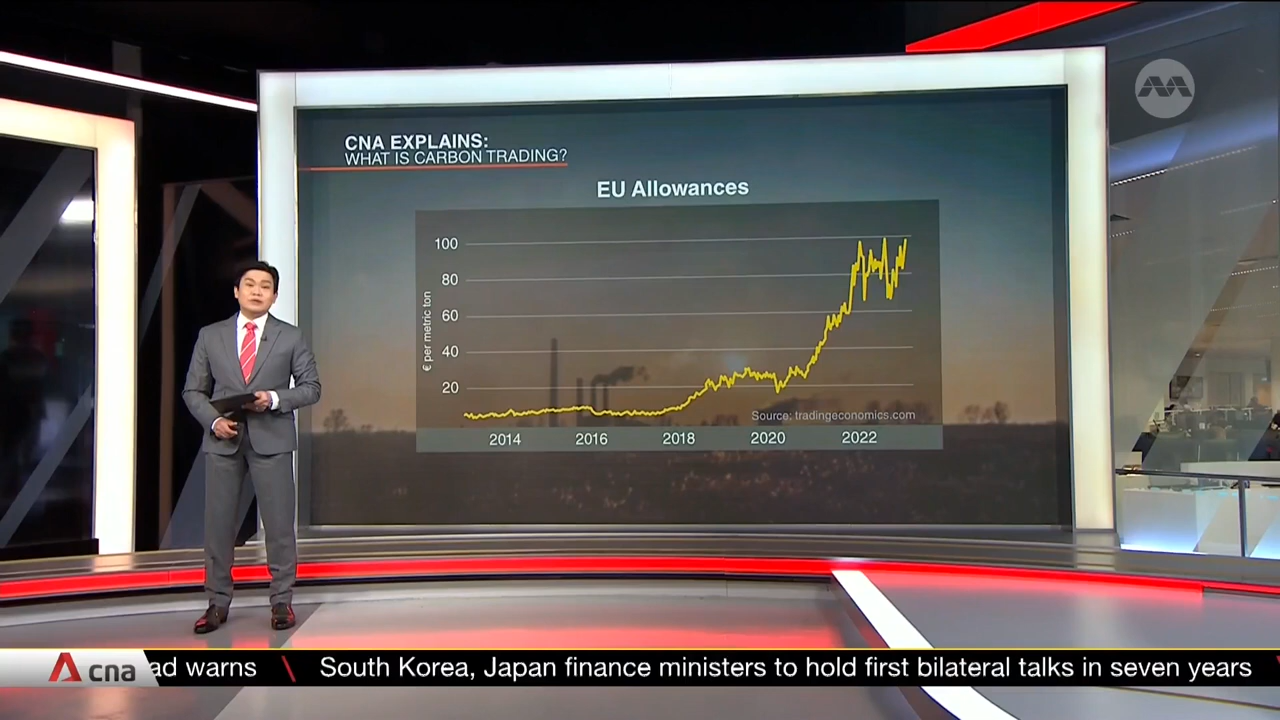 CNA EXPLAINS:
WHAT IS CARBON TRADING?
EU Allowances
€ per metric ton
100
80
60
40
20
Source: tradingeconomics.com
2014
2016
2018
2020
2022
cna
ad warns \ South Korea, Japan finance ministers to hold first bilateral talks in seven years